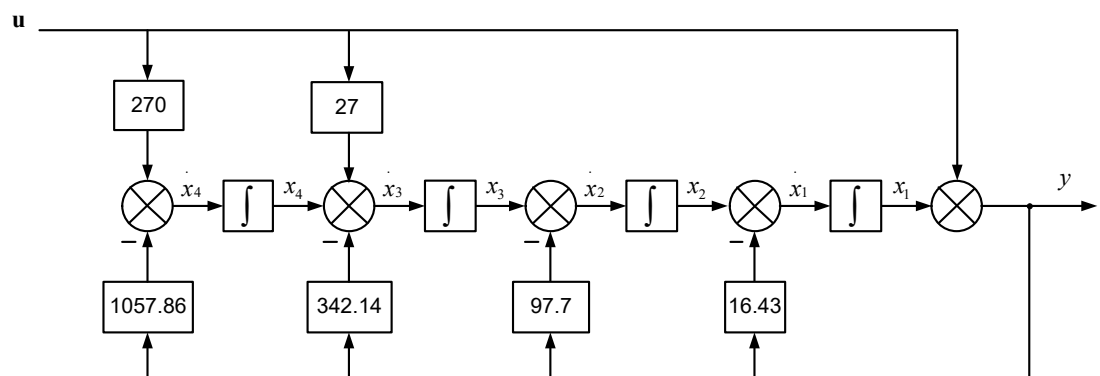 u
270
27
ẋ4
x4
ẋ3
x3
ẋ2
x2
ẋ1
x1
y
∫
∫
∫
∫
−
−
−
−
1057.86
342.14
97.7
16.43